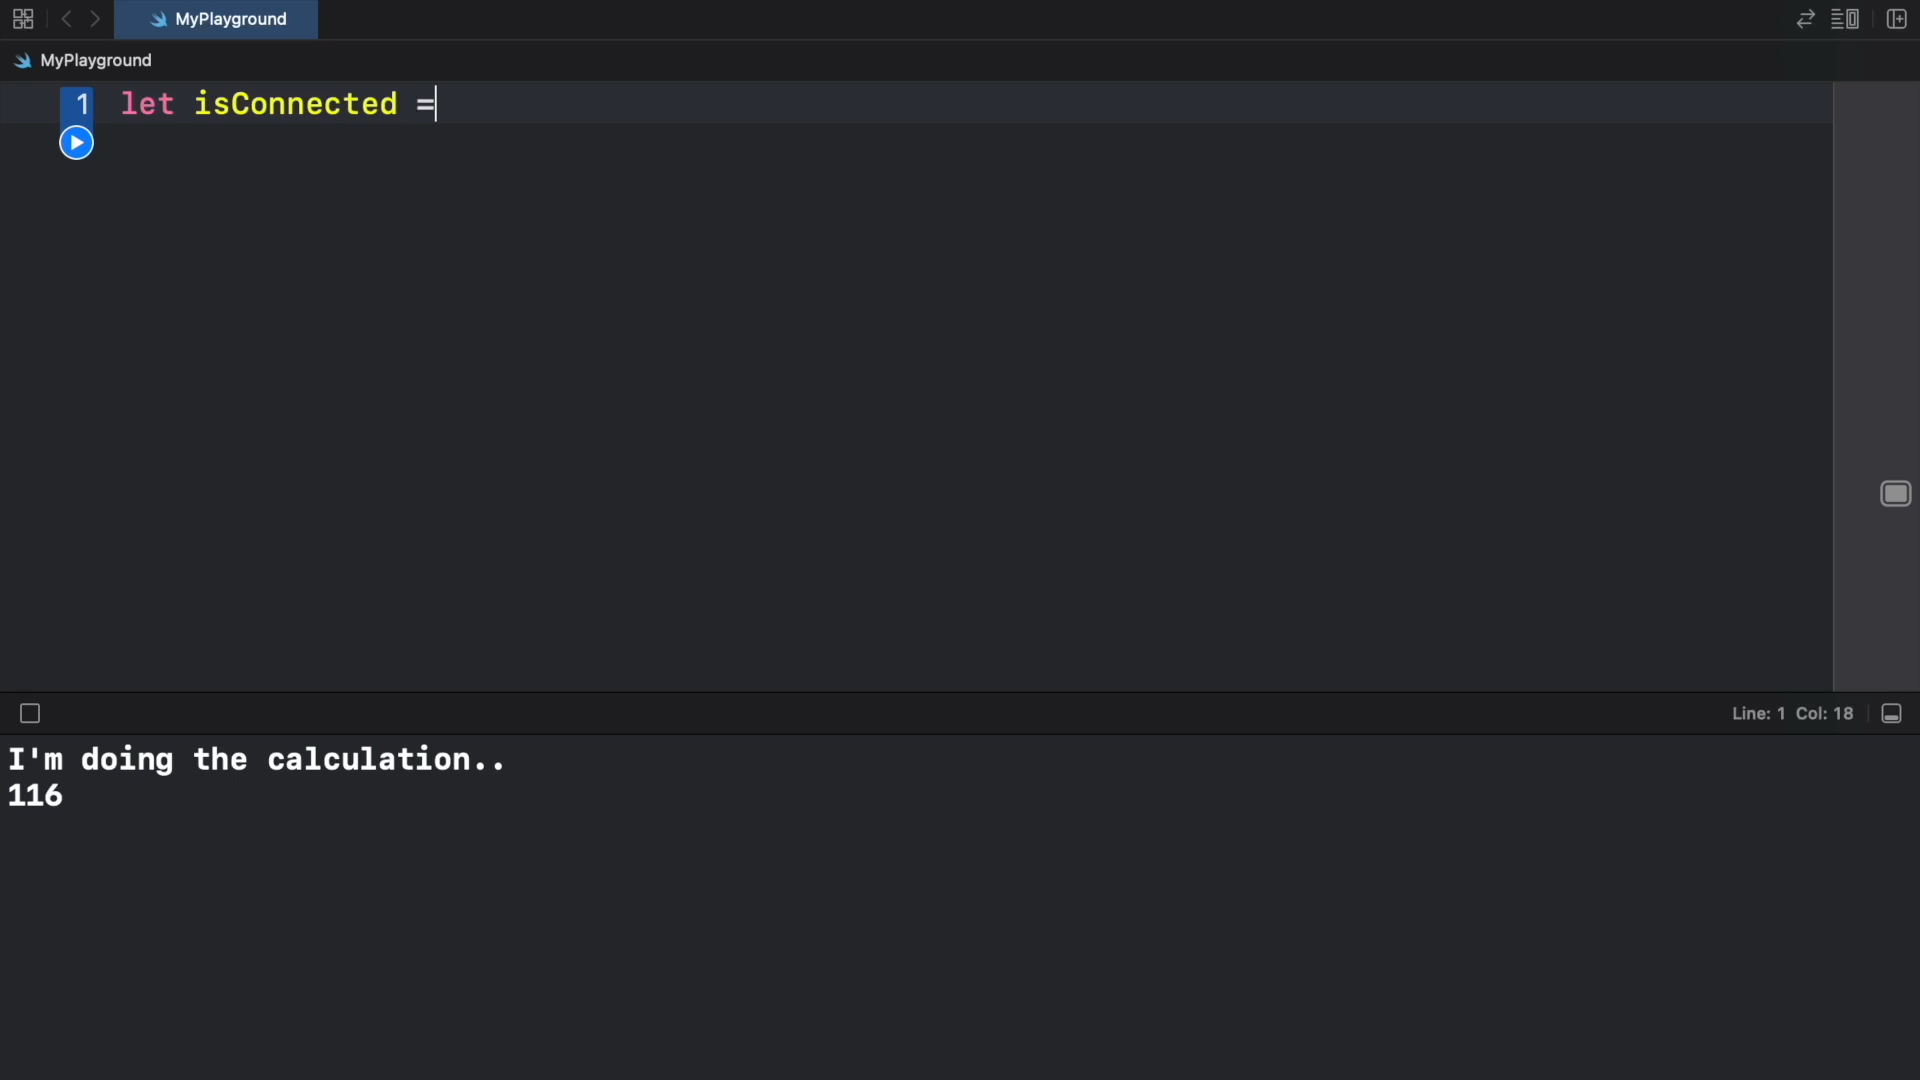 MyPlayground
MyPlayground
1 let isConnected =
Line: 1 Col: 18
I'm doing the calculation..
116